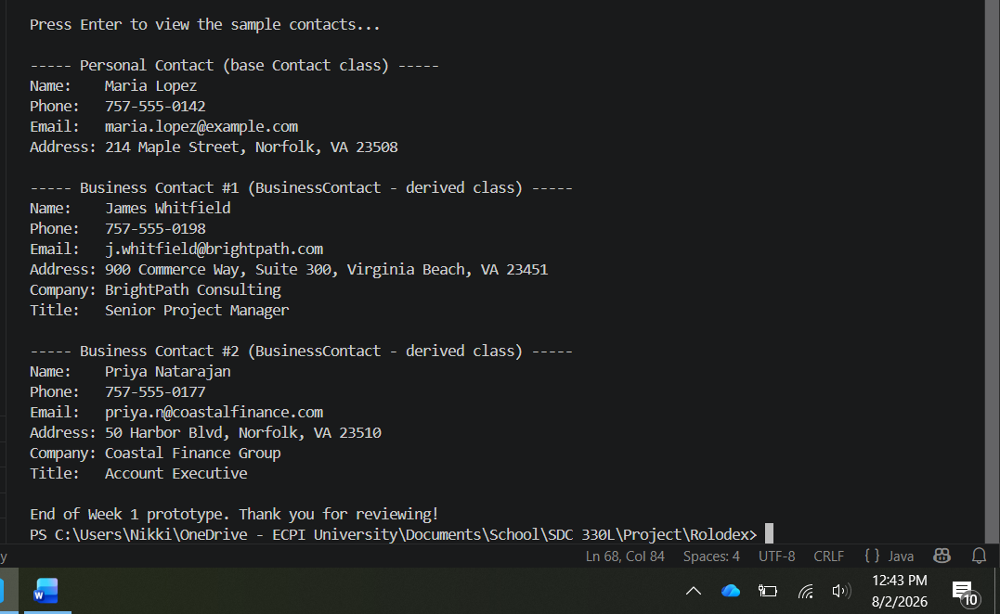 Press Enter to view the sample contacts...
----- Personal Contact (base Contact class) -----
Name:    Maria Lopez
Phone:   757-555-0142
Email:   maria.lopez@example.com
Address: 214 Maple Street, Norfolk, VA 23508
----- Business Contact #1 (BusinessContact - derived class) -----
Name:    James Whitfield
Phone:   757-555-0198
Email:   j.whitfield@brightpath.com
Address: 900 Commerce Way, Suite 300, Virginia Beach, VA 23451
Company: BrightPath Consulting
Title:   Senior Project Manager
----- Business Contact #2 (BusinessContact - derived class) -----
Name:    Priya Natarajan
Phone:   757-555-0177
Email:   priya.n@coastalfinance.com
Address: 50 Harbor Blvd, Norfolk, VA 23510
Company: Coastal Finance Group
Title:   Account Executive
End of Week 1 prototype. Thank you for reviewing!
PS C:\Users\Nikki\OneDrive - ECPI University\Documents\School\SDC 330L\Project\Rolodex>
y Ln 68, Col 84 Spaces: 4 UTF-8 CRLF {} Java
W 12:43 PM
8/2/2026 10